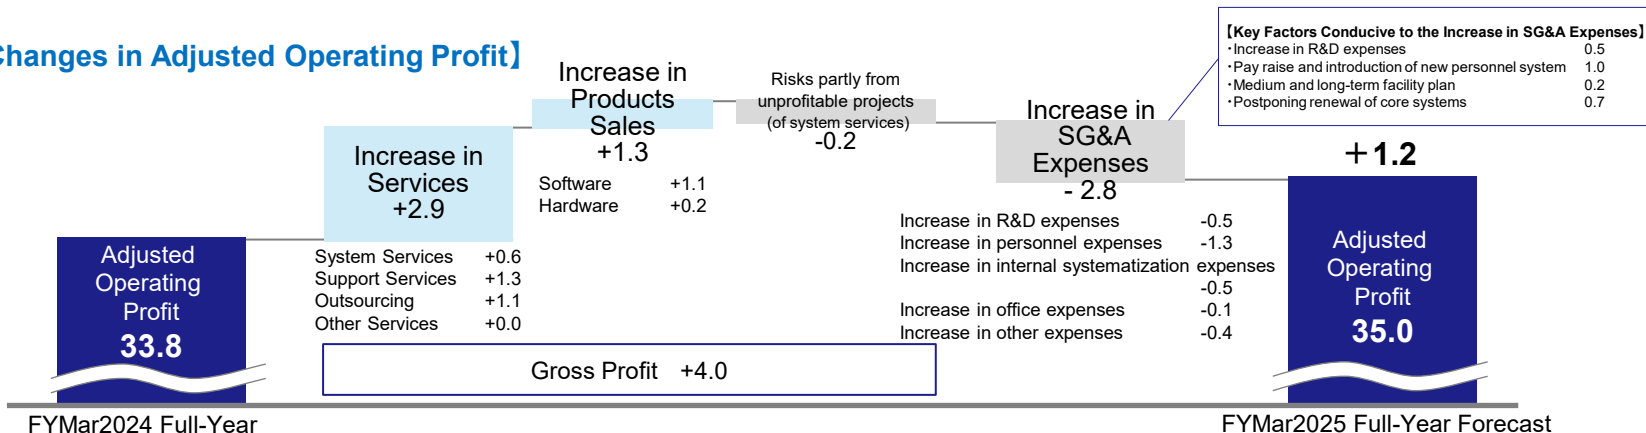 Changes in Adjusted Operating Profit】
【Key Factors Conducive to the Increase in SG&A Expenses】
･Increase in R&D expenses 0.5
･Pay raise and introduction of new personnel system 1.0
･Medium and long-term facility plan 0.2
･Postponing renewal of core systems 0.7
Adjusted
Operating
Profit
33.8
Increase in
Services
+2.9
System Services +0.6
Support Services +1.3
Outsourcing +1.1
Other Services +0.0
Increase in
Products
Sales
+1.3
Software +1.1
Hardware +0.2
Risks partly from
unprofitable projects
(of system services)
-0.2
Gross Profit +4.0
Increase in
SG&A
Expenses
- 2.8
Increase in R&D expenses -0.5
Increase in personnel expenses -1.3
Increase in internal systematization expenses
-0.5
Increase in office expenses -0.1
Increase in other expenses -0.4
＋1.2
Adjusted
Operating
Profit
35.0
FYMar2024 Full-Year
FYMar2025 Full-Year Forecast